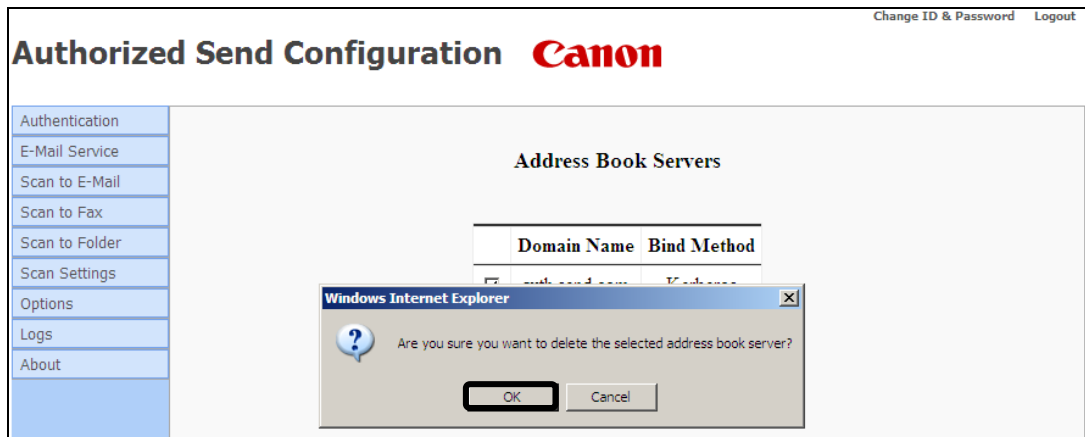 Change ID & Password Logout
Authorized Send Configuration Canon
Authentication
E-Mail Service
Scan to E-Mail
Scan to Fax
Scan to Folder
Scan Settings
Options
Logs
About
Address Book Servers
Domain Name Bind Method
Windows Internet Explorer
Are you sure you want to delete the selected address book server?
OK Cancel